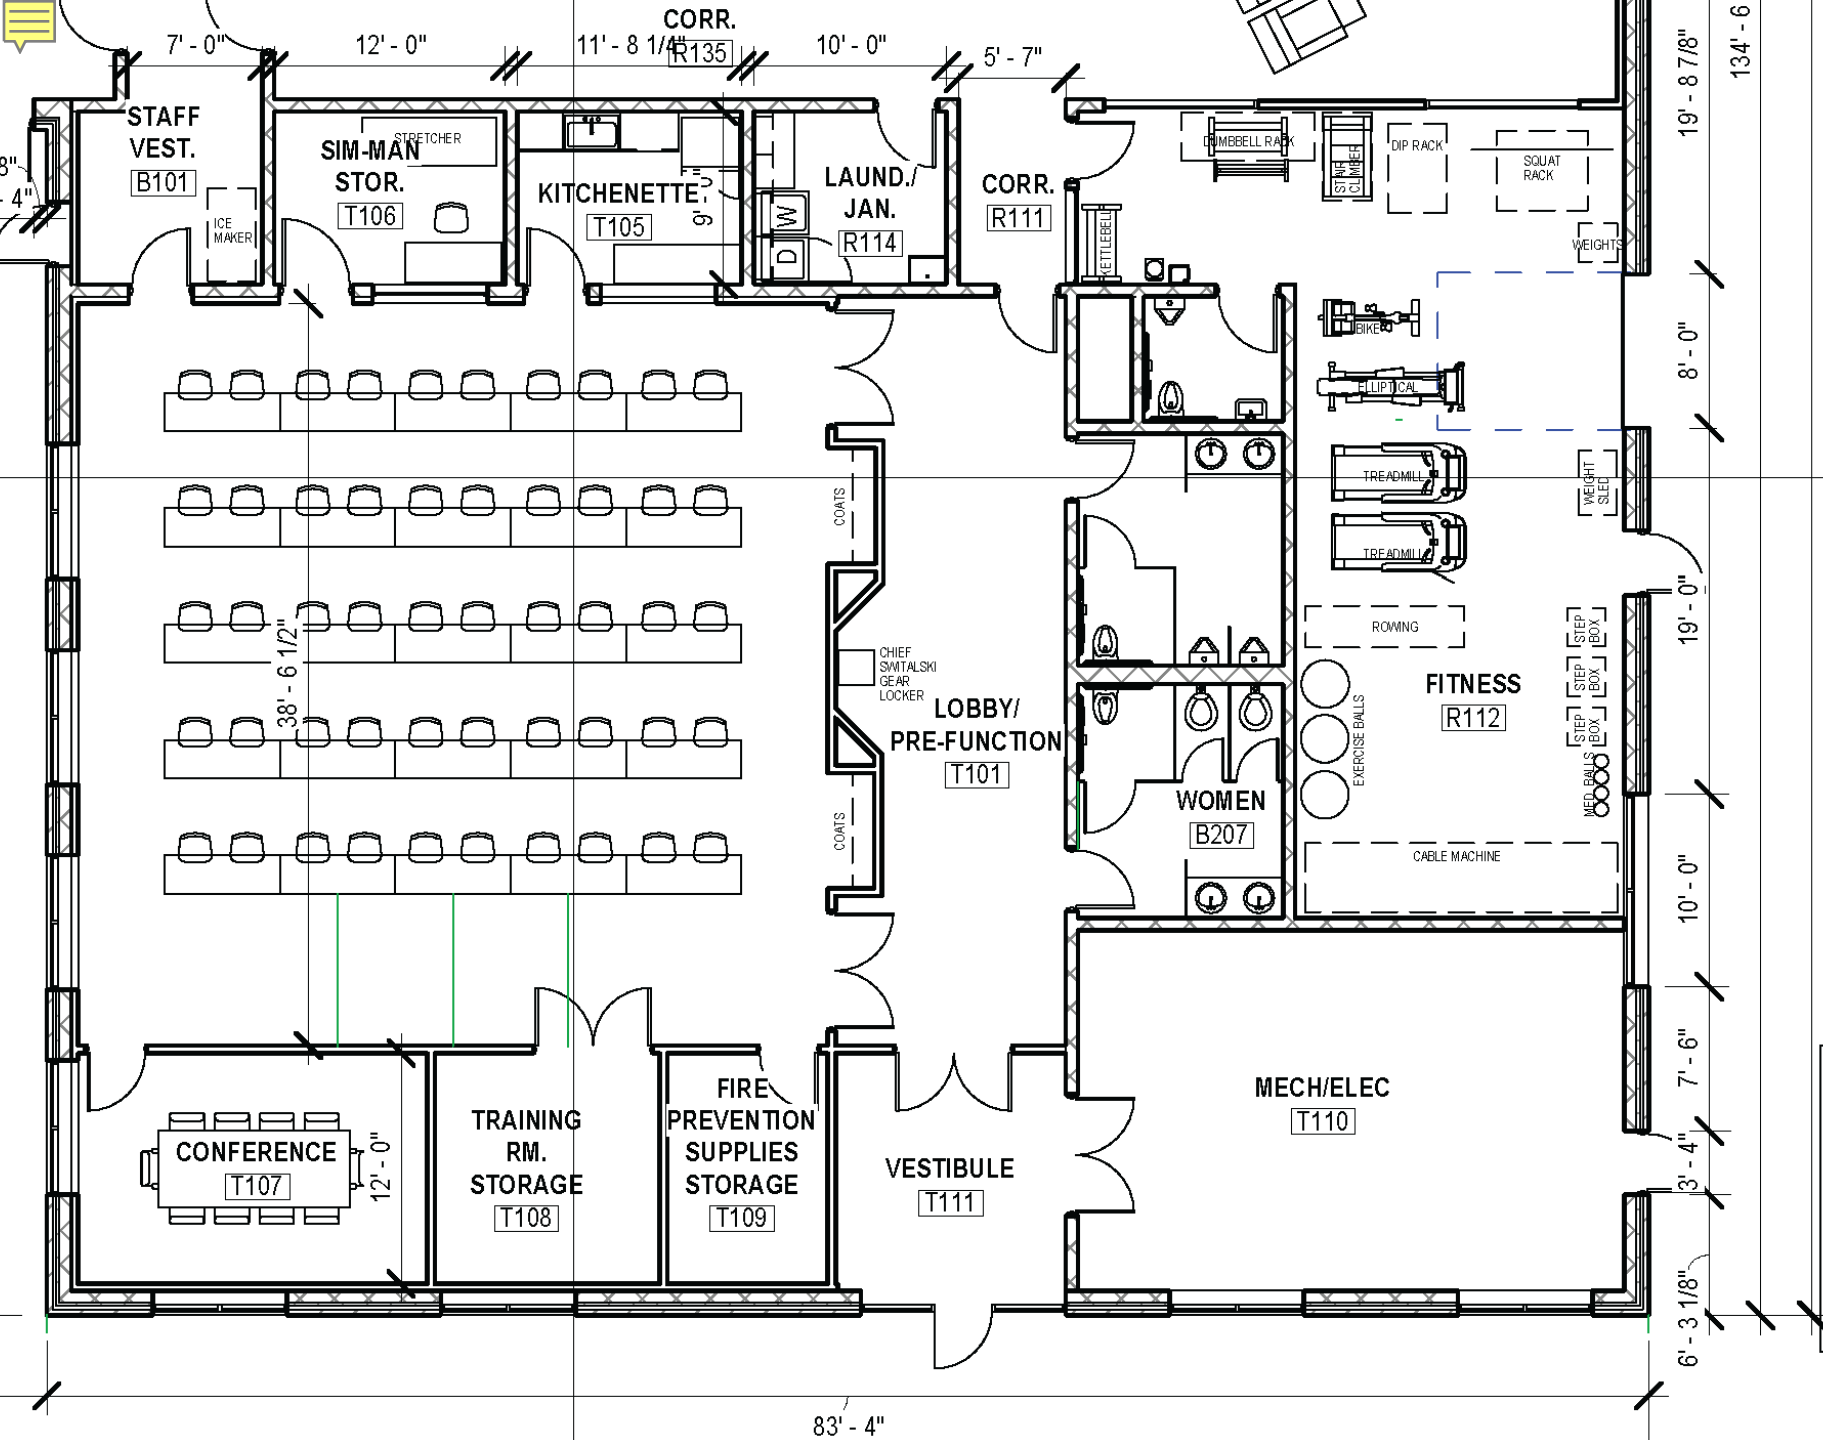 CORR.
R135
7' - 0"
12' - 0"
11' - 8 1/4"
10' - 0"
5' - 7"
19' - 8 7/8"
134' - 6
STAFF
VEST.
B101
ICE
MAKER
8"
- 4"
STRETCHER
SIM-MAN
STOR.
T106
KITCHENETTE
T105
9' - 0"
LAUND./
JAN.
R114
W
D
CORR.
R111
KETTLEBELL
DUMBBELL RACK
STAIR
CLIMBER
DIP RACK
SQUAT
RACK
WEIGHTS
BIKE
ELLIPTICAL
8' - 0"
TREADMILL
WEIGHT
SLED
TREADMILL
COATS
38' - 6 1/2"
CHIEF
SWITALSKI
GEAR
LOCKER
LOBBY/
PRE-FUNCTION
T101
COATS
ROWING
STEP
BOX
STEP
BOX
STEP
BOX
19' - 0"
FITNESS
R112
EXERCISE BALLS
MED. BALLS
WOMEN
B207
CABLE MACHINE
10' - 0"
CONFERENCE
T107
12' - 0"
TRAINING
RM.
STORAGE
T108
FIRE
PREVENTION
SUPPLIES
STORAGE
T109
VESTIBULE
T111
MECH/ELEC
T110
7' - 6"
3' - 4"
6' - 3 1/8"
83' - 4"